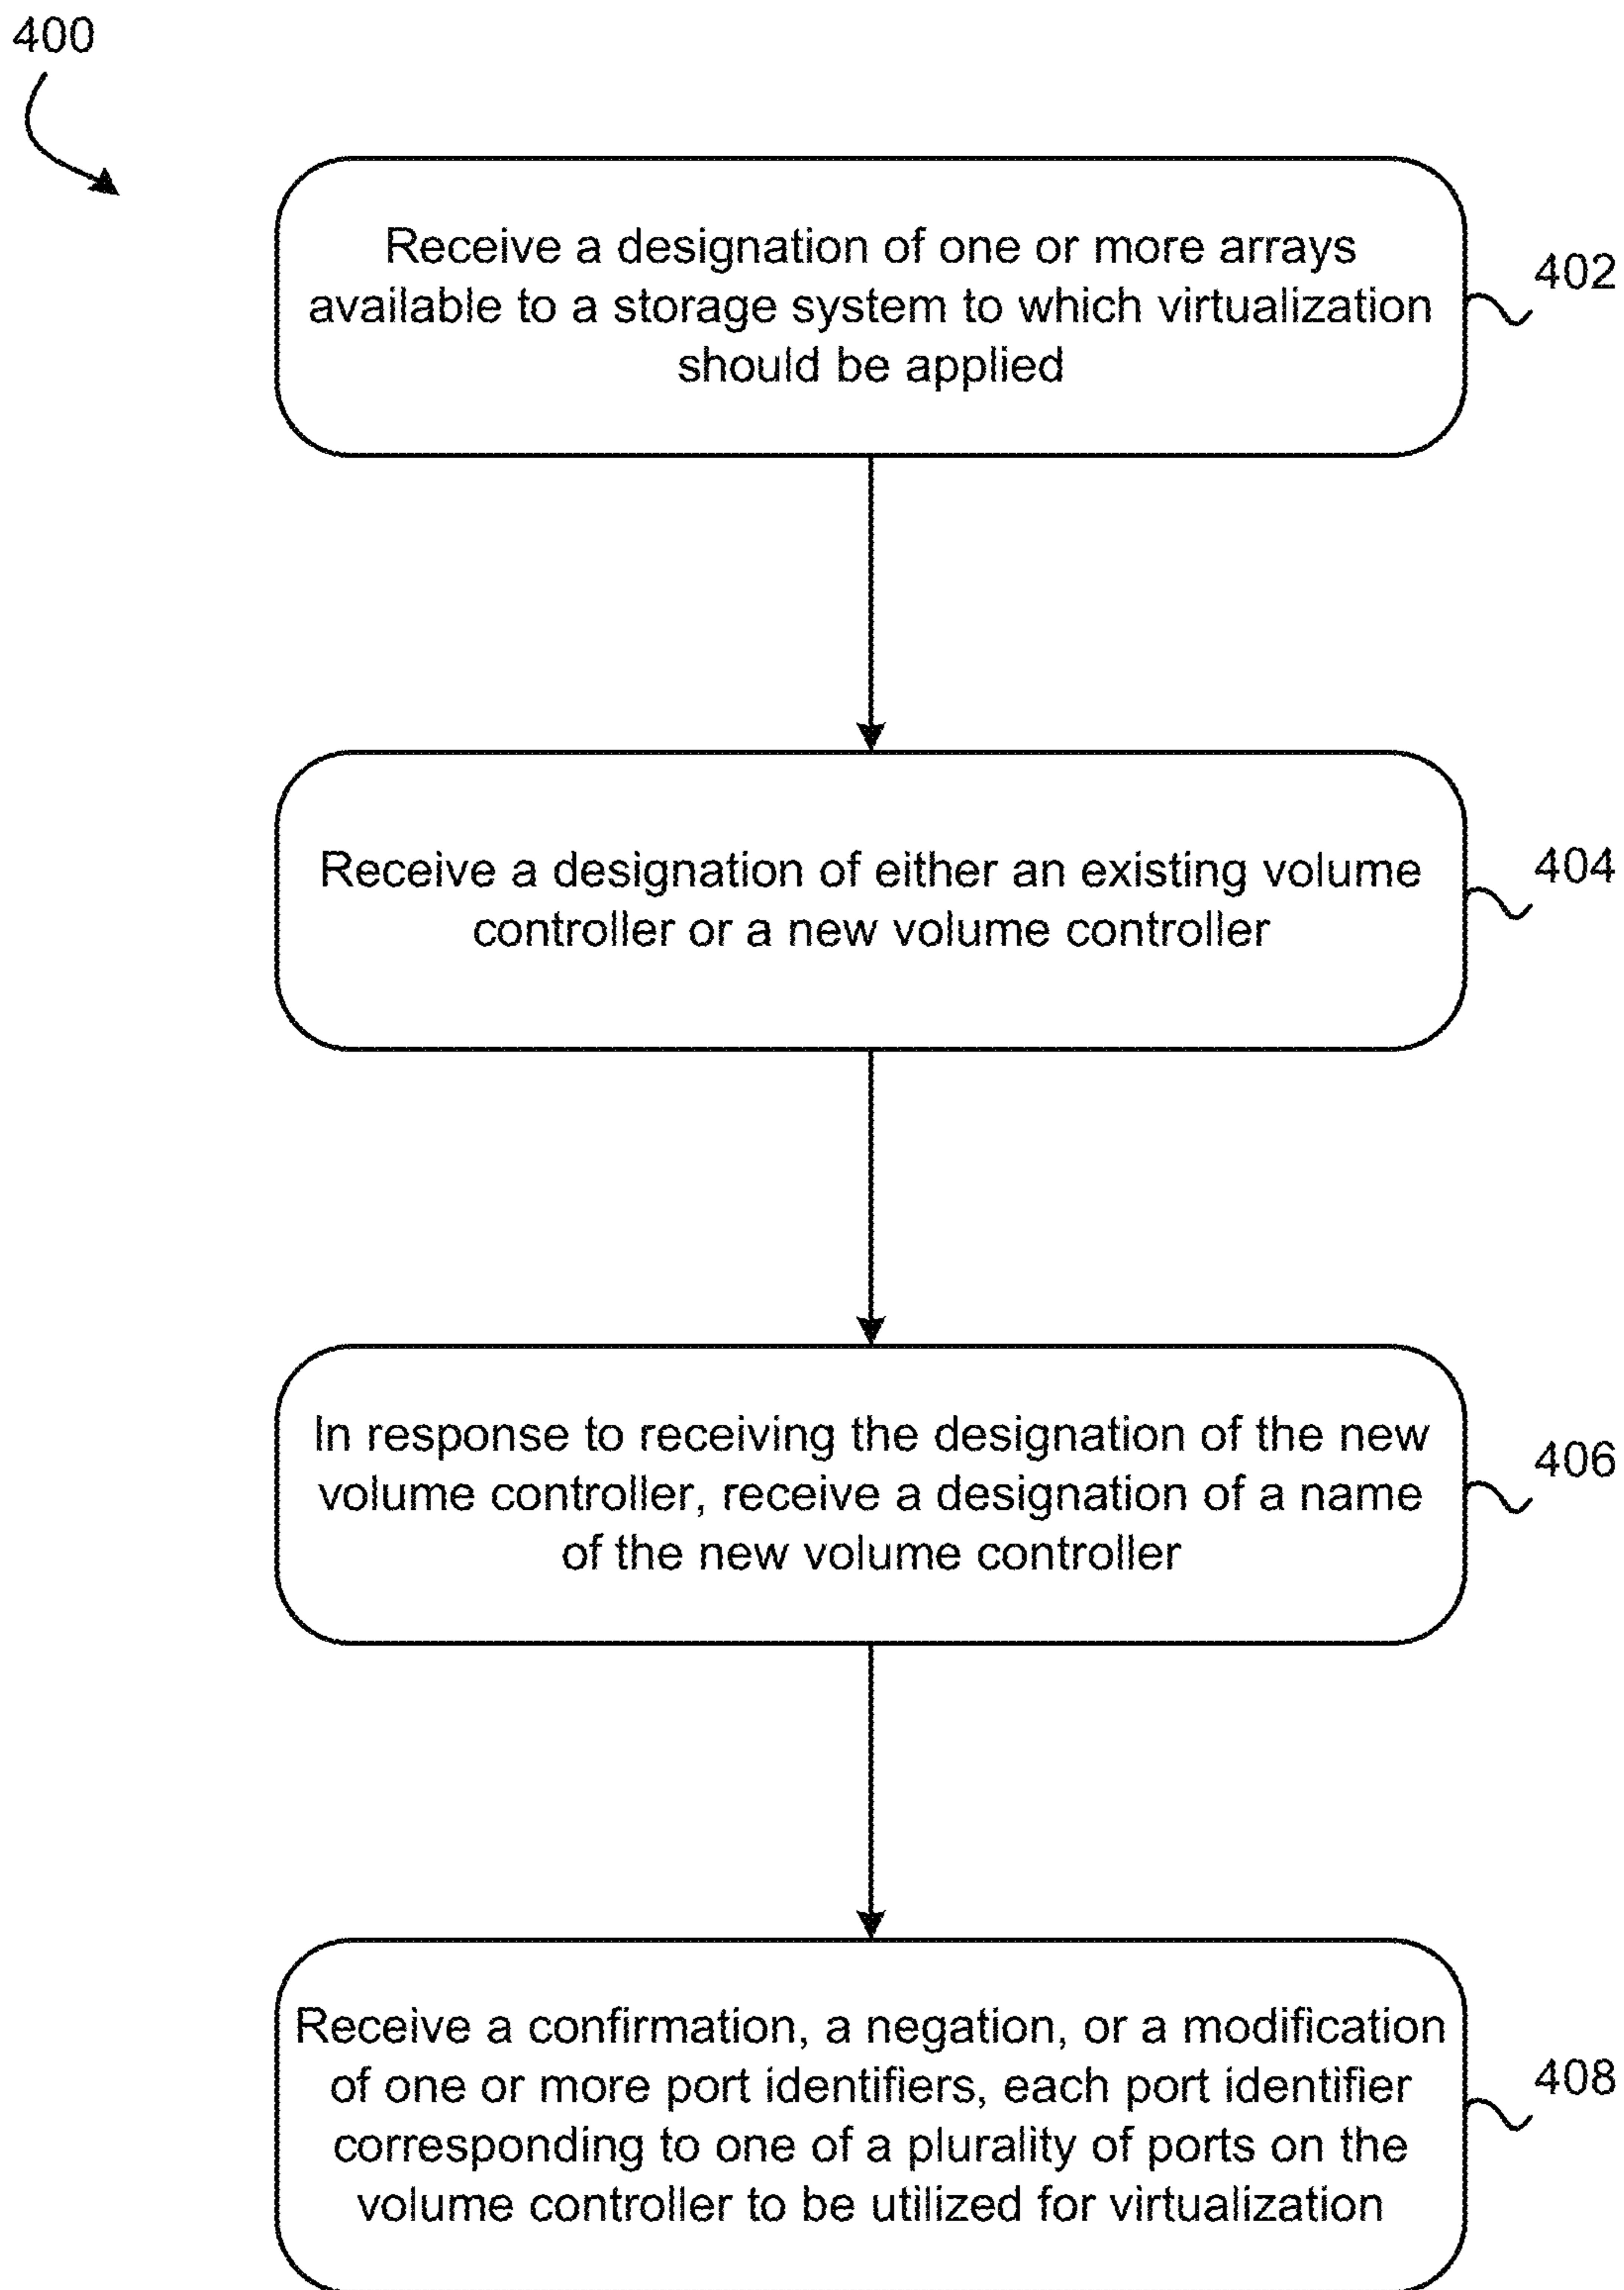 400
Receive a designation of one or more arrays
available to a storage system to which virtualization
should be applied
402
Receive a designation of either an existing volume
controller or a new volume controller
404
In response to receiving the designation of the new
volume controller, receive a designation of a name
of the new volume controller
406
Receive a confirmation, a negation, or a modification
of one or more port identifiers, each port identifier
corresponding to one of a plurality of ports on the
volume controller to be utilized for virtualization
408